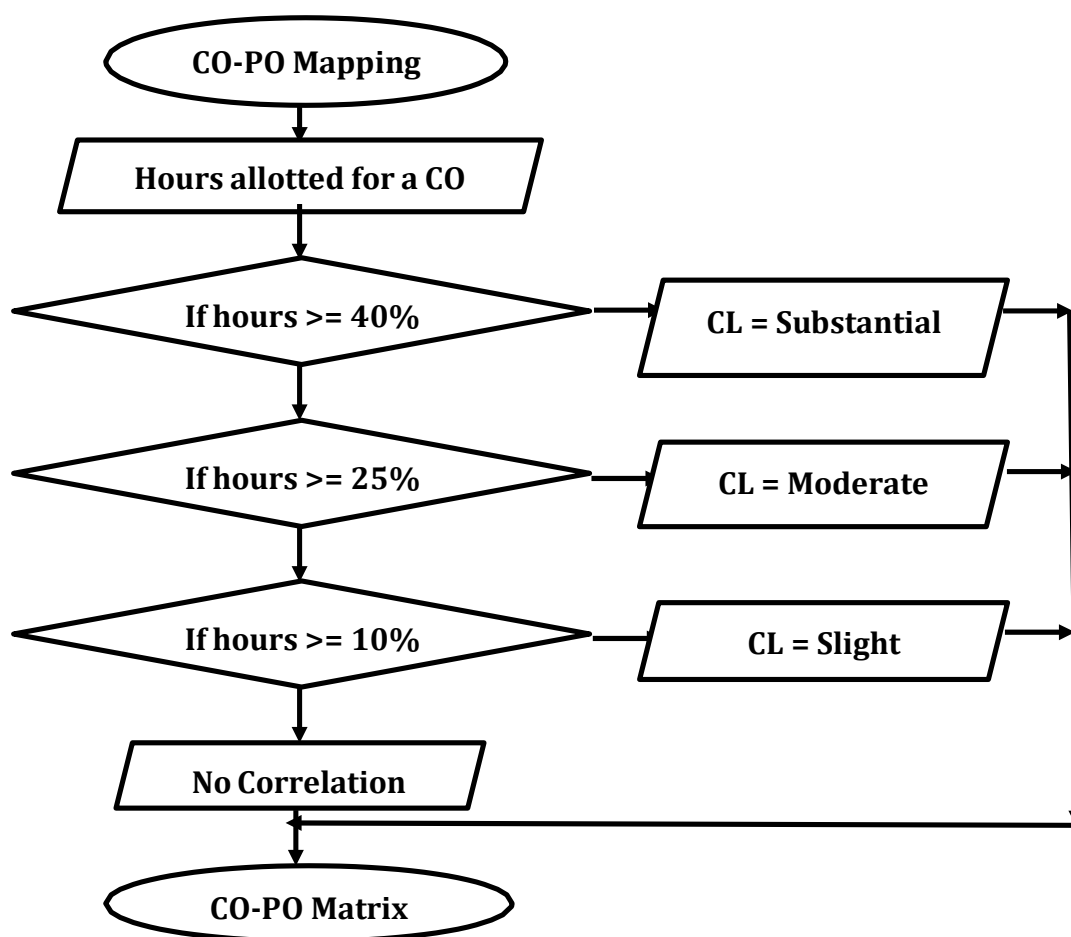 CO-PO Mapping
Hours allotted for a CO
If hours >= 40%
CL = Substantial
If hours >= 25%
CL = Moderate
If hours >= 10%
CL = Slight
No Correlation
CO-PO Matrix